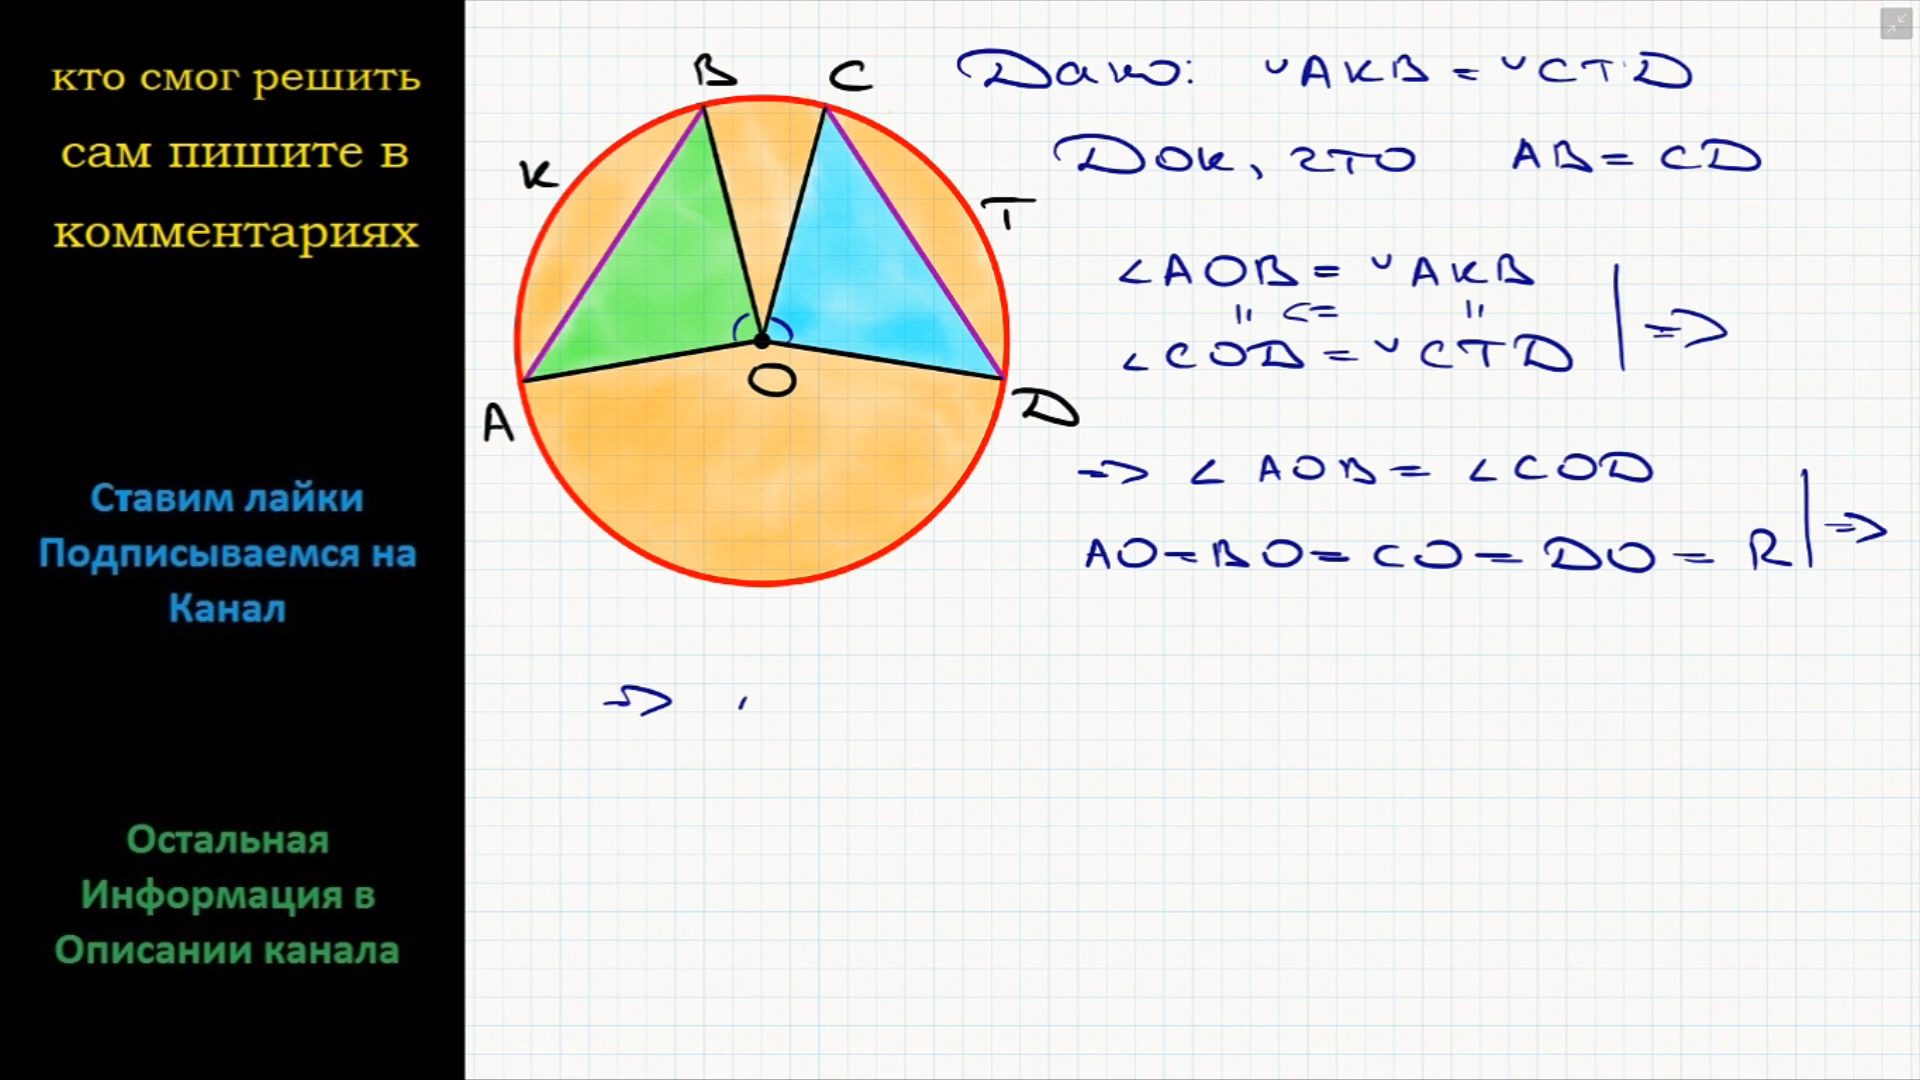 кто смог решить
сам пишите в
комментариях
Ставим лайки
Подписываемся на
Канал
Остальная
Информация в
Описании канала
B C
K
T
O
A
D
Дано: ◡AKB = ◡CTD
Док, что AB = CD
∠AOB = ◡AKB
" <= "
∠COD = ◡CTD | =>
=> ∠AOB = ∠COD
AO = BO = CO = DO = R | =>
=>